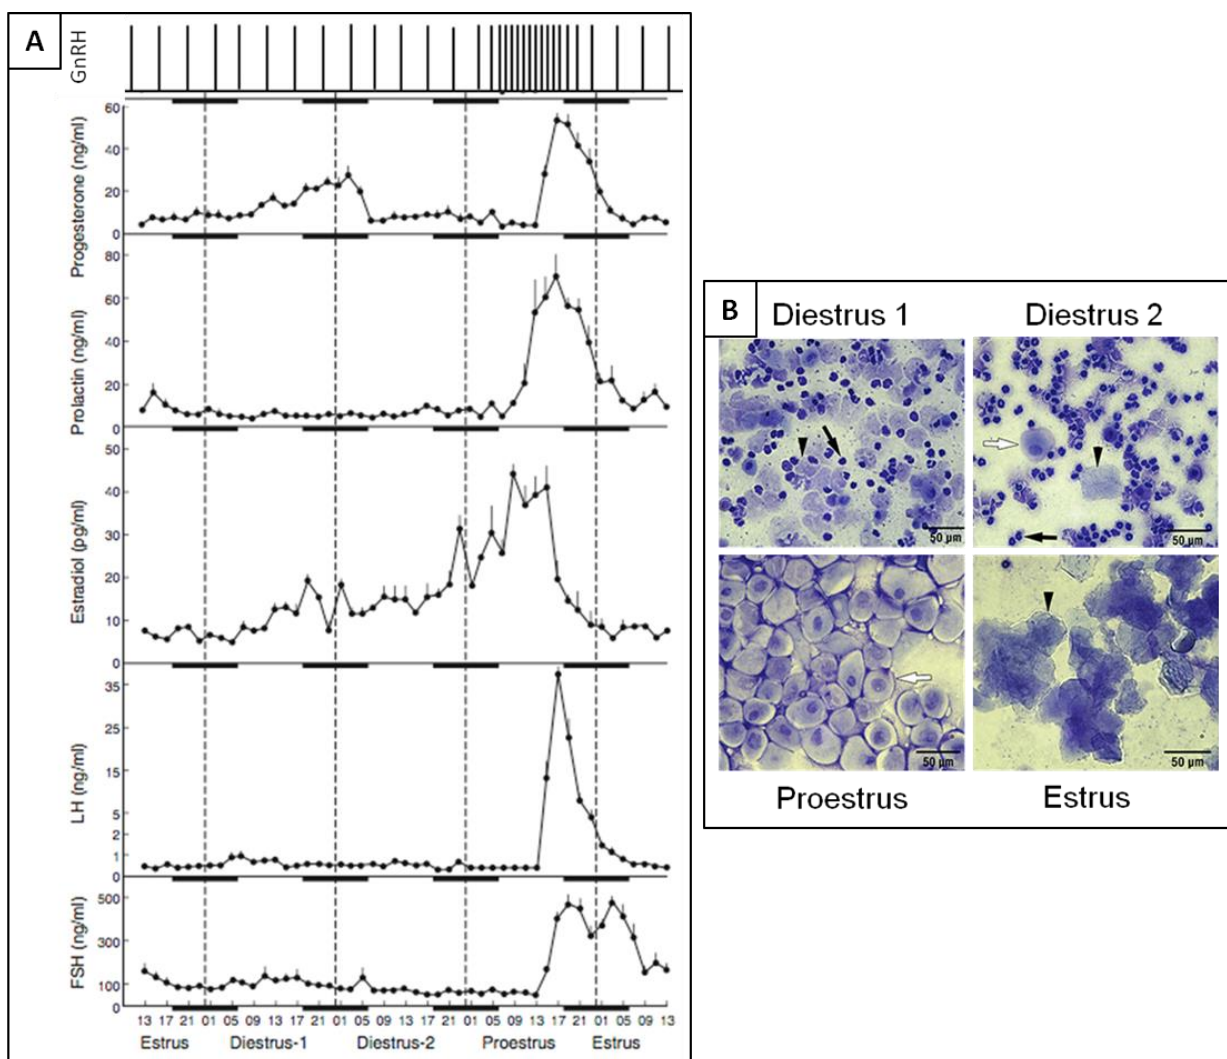 A
GnRH
Progesterone (ng/ml)
60
40
20
0
Prolactin (ng/ml)
80
60
40
20
0
Estradiol (pg/ml)
50
40
30
20
10
0
LH (ng/ml)
35
15
5
2
1
0
FSH (ng/ml)
500
300
100
0
13 17 21 01 05 09 13 17 21 01 05 09 13 17 21 01 05 09 13 17 21 01 05 09 13
Estrus Diestrus-1 Diestrus-2 Proestrus Estrus
B
Diestrus 1 Diestrus 2
50 µm 50 µm
50 µm 50 µm
Proestrus Estrus